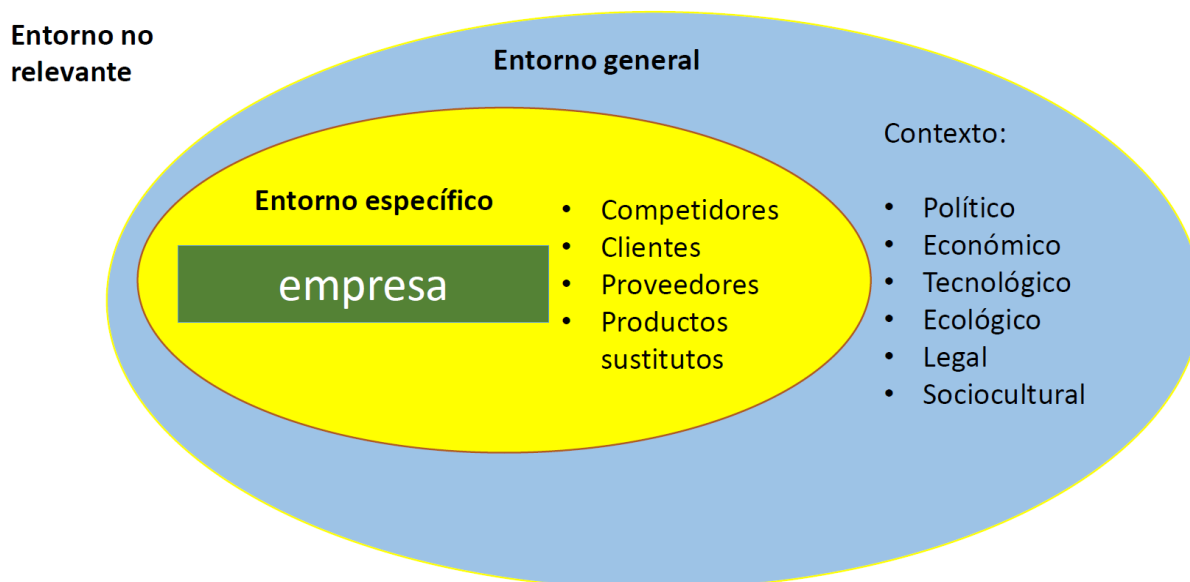 Entorno no
relevante
Entorno general
Entorno específico
empresa
• Competidores
• Clientes
• Proveedores
• Productos
sustitutos
Contexto:
• Político
• Económico
• Tecnológico
• Ecológico
• Legal
• Sociocultural